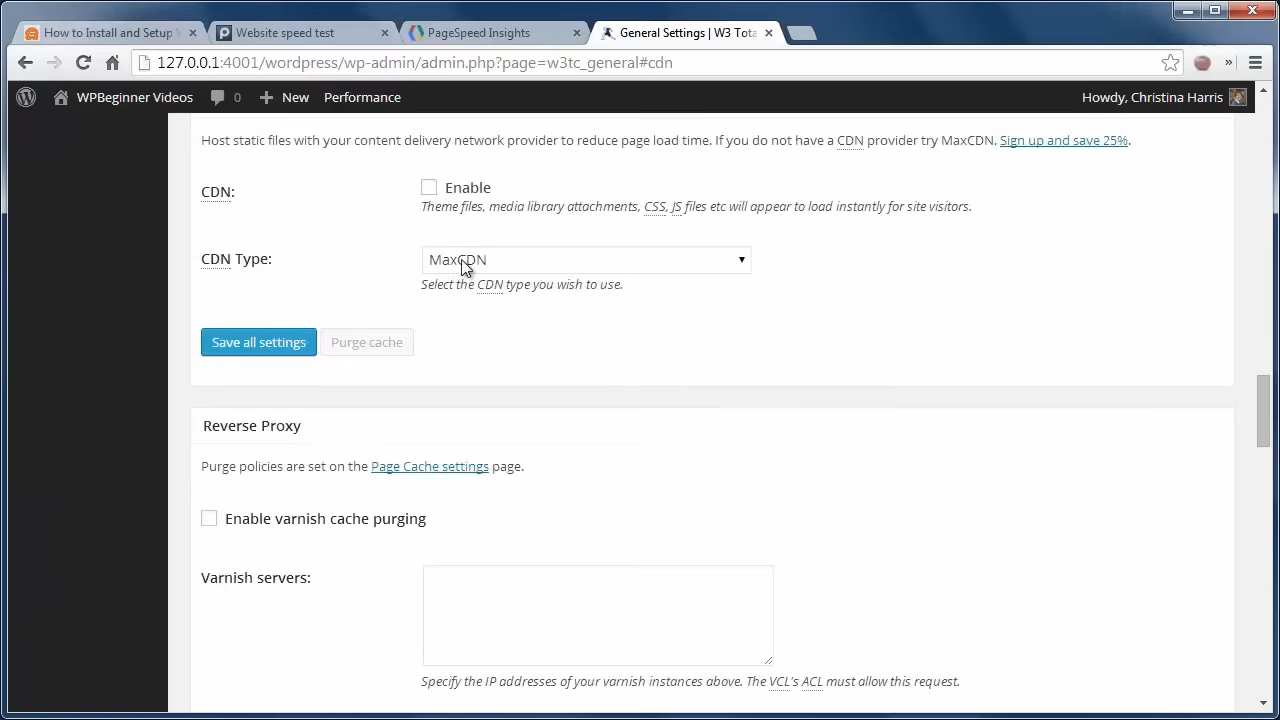 How to Install and Setup
Website speed test
PageSpeed Insights
General Settings | W3 Tota
127.0.0.1:4001/wordpress/wp-admin/admin.php?page=w3tc_general#cdn
WPBeginner Videos
0
New
Performance
Howdy, Christina Harris
Host static files with your content delivery network provider to reduce page load time. If you do not have a CDN provider try MaxCDN. Sign up and save 25%.
CDN:
Enable
Theme files, media library attachments, CSS, JS files etc will appear to load instantly for site visitors.
CDN Type:
MaxCDN
Select the CDN type you wish to use.
Save all settings
Purge cache
Reverse Proxy
Purge policies are set on the Page Cache settings page.
Enable varnish cache purging
Varnish servers:
Specify the IP addresses of your varnish instances above. The VCL's ACL must allow this request.